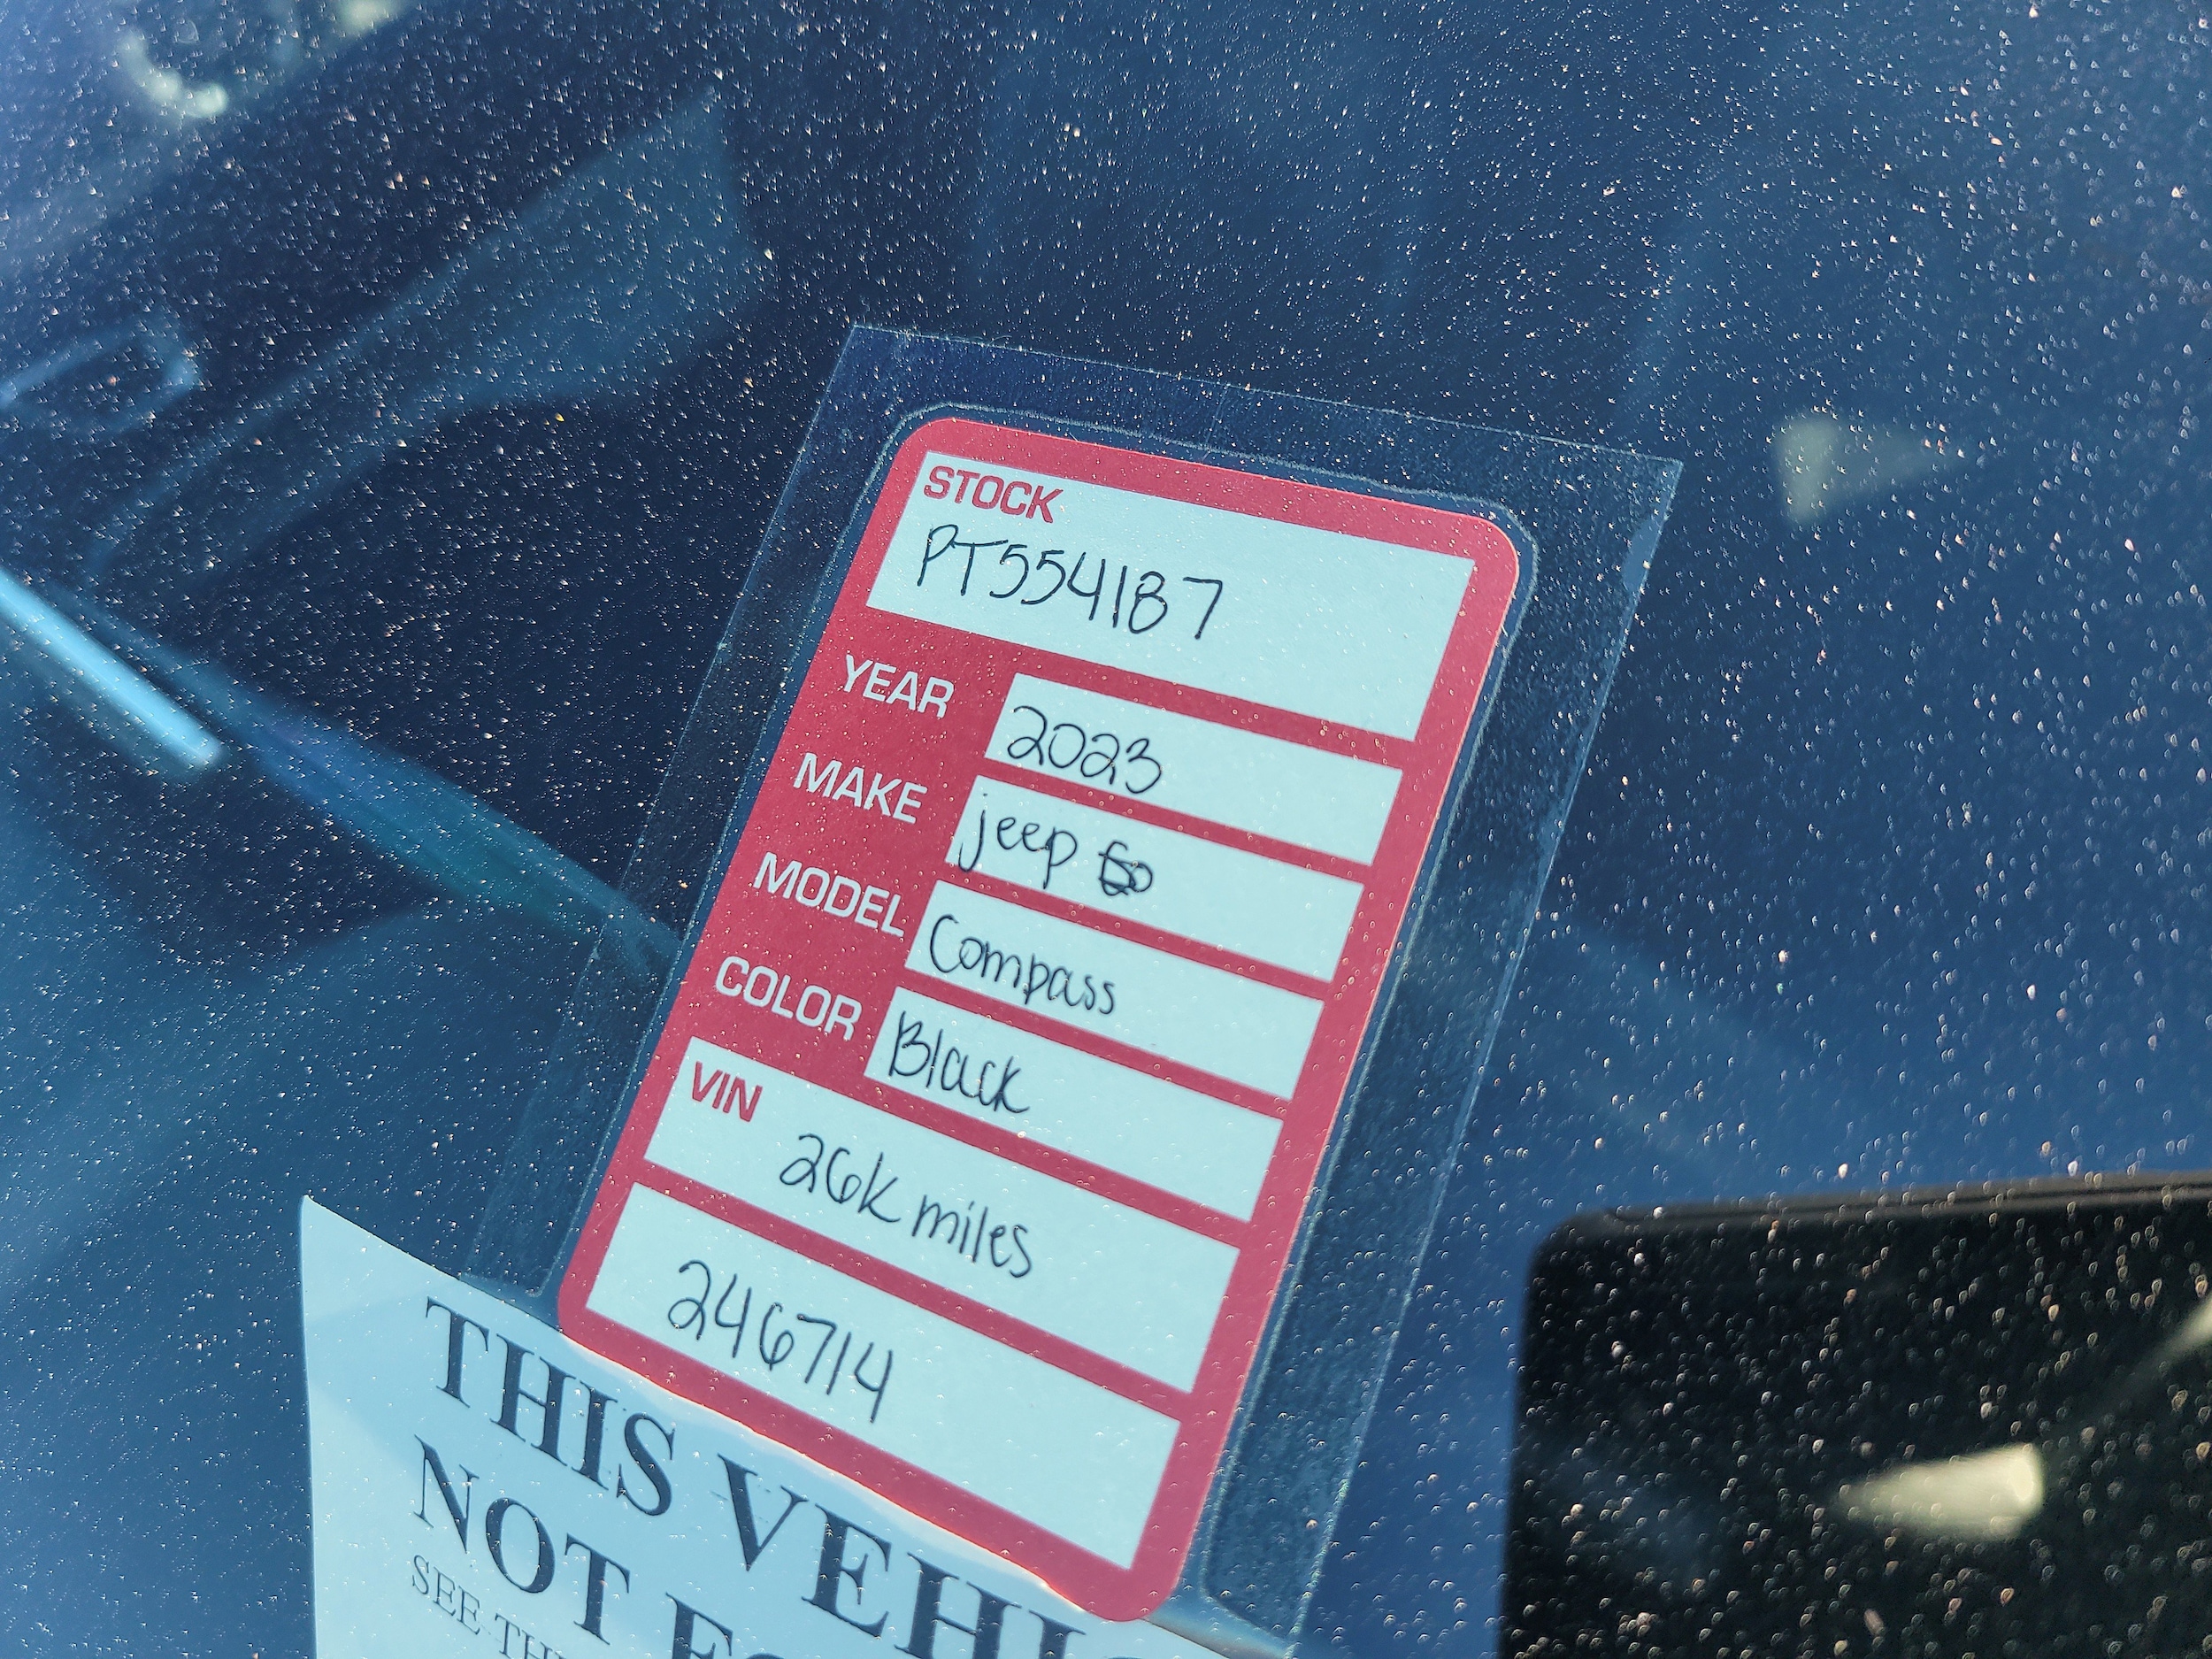 STOCK
PT554187
YEAR 2023
MAKE jeep
MODEL Compass
COLOR Black
VIN
26k miles
246714
THIS VEHI
NOT F
SEE TH